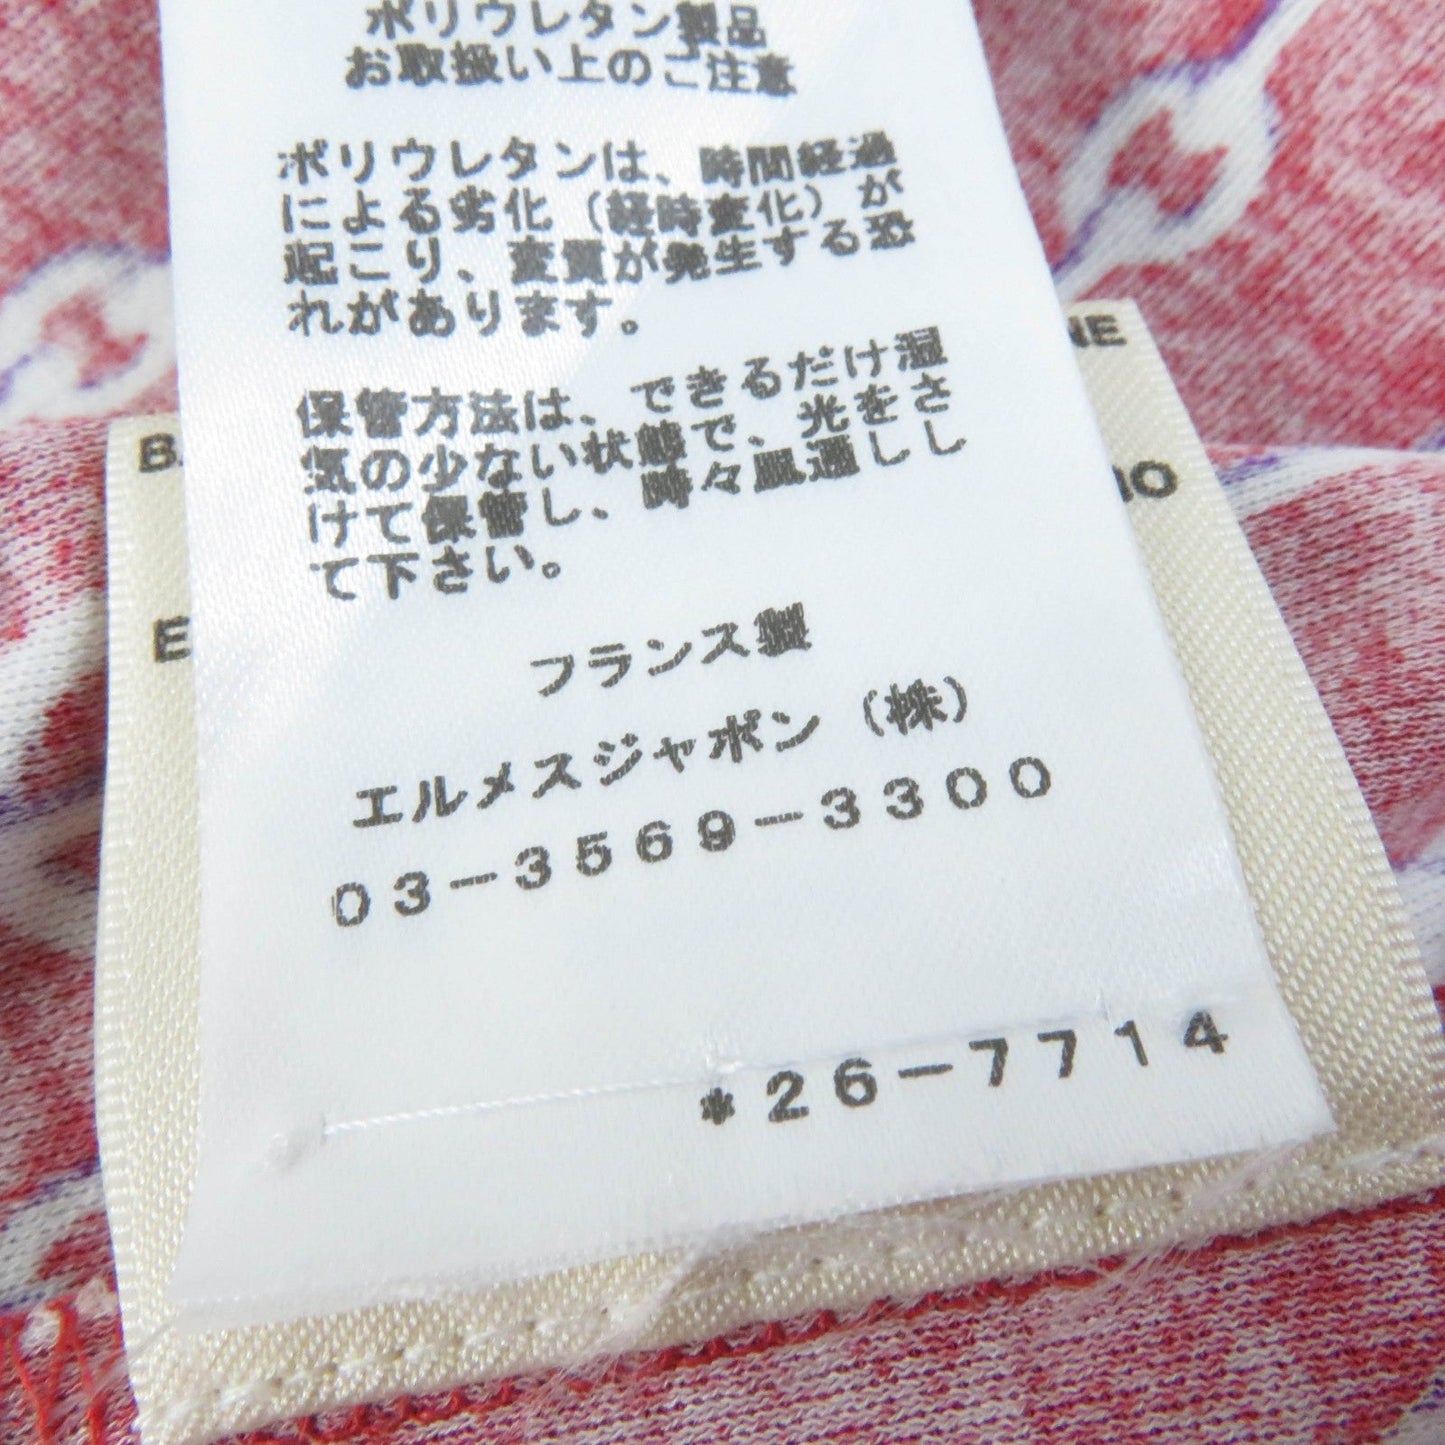 ポリウレタン製品
お取扱い上のご注意
ポリウレタンは、時間経過
による劣化（経時変化）が
起こり、変質が発生する恐
れがあります。
保管方法は、できるだけ湿
気の少ない状態で、光をさ
けて保管し、時々風通しし
て下さい。
フランス製
エルメスジャポン（株）
03-3569-3300
*26-7714